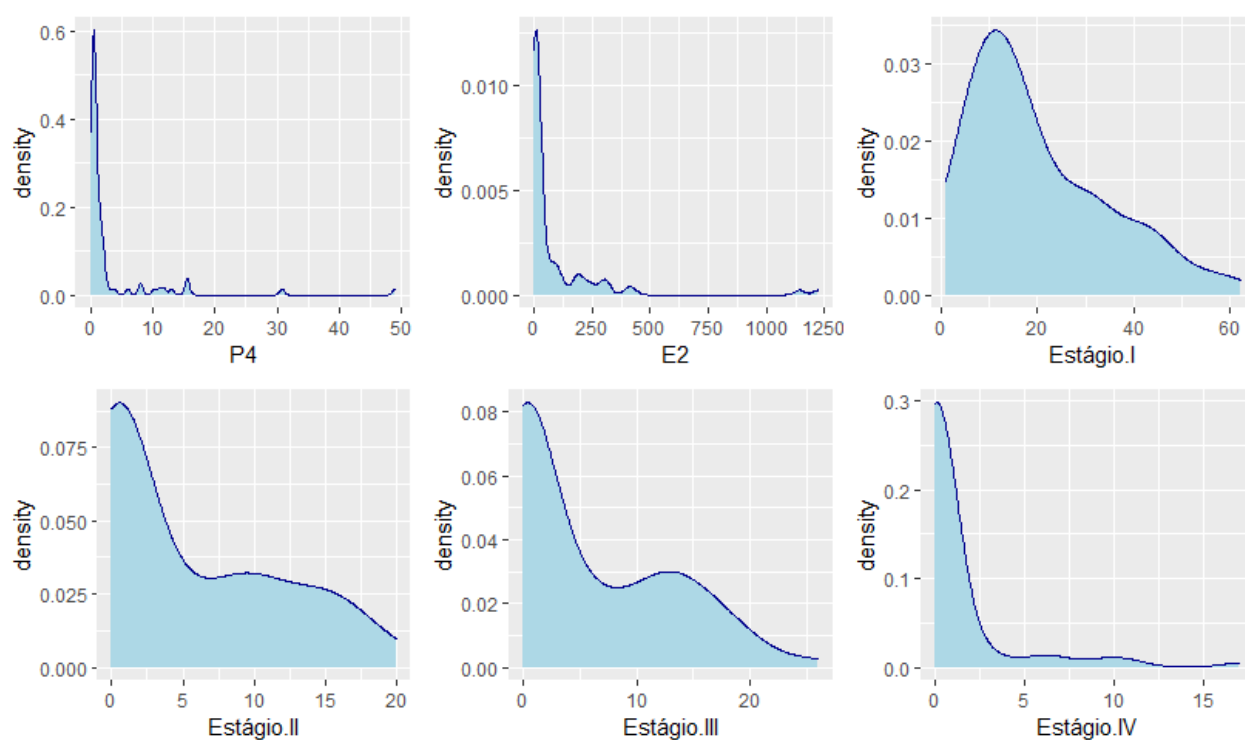 density
0.6
0.4
0.2
0.0
0 10 20 30 40 50
P4
density
0.010
0.005
0.000
0 250 500 750 1000 1250
E2
density
0.03
0.02
0.01
0.00
0 20 40 60
Estágio.I
density
0.075
0.050
0.025
0.000
0 5 10 15 20
Estágio.II
density
0.08
0.06
0.04
0.02
0.00
0 10 20
Estágio.III
density
0.3
0.2
0.1
0.0
0 5 10 15
Estágio.IV